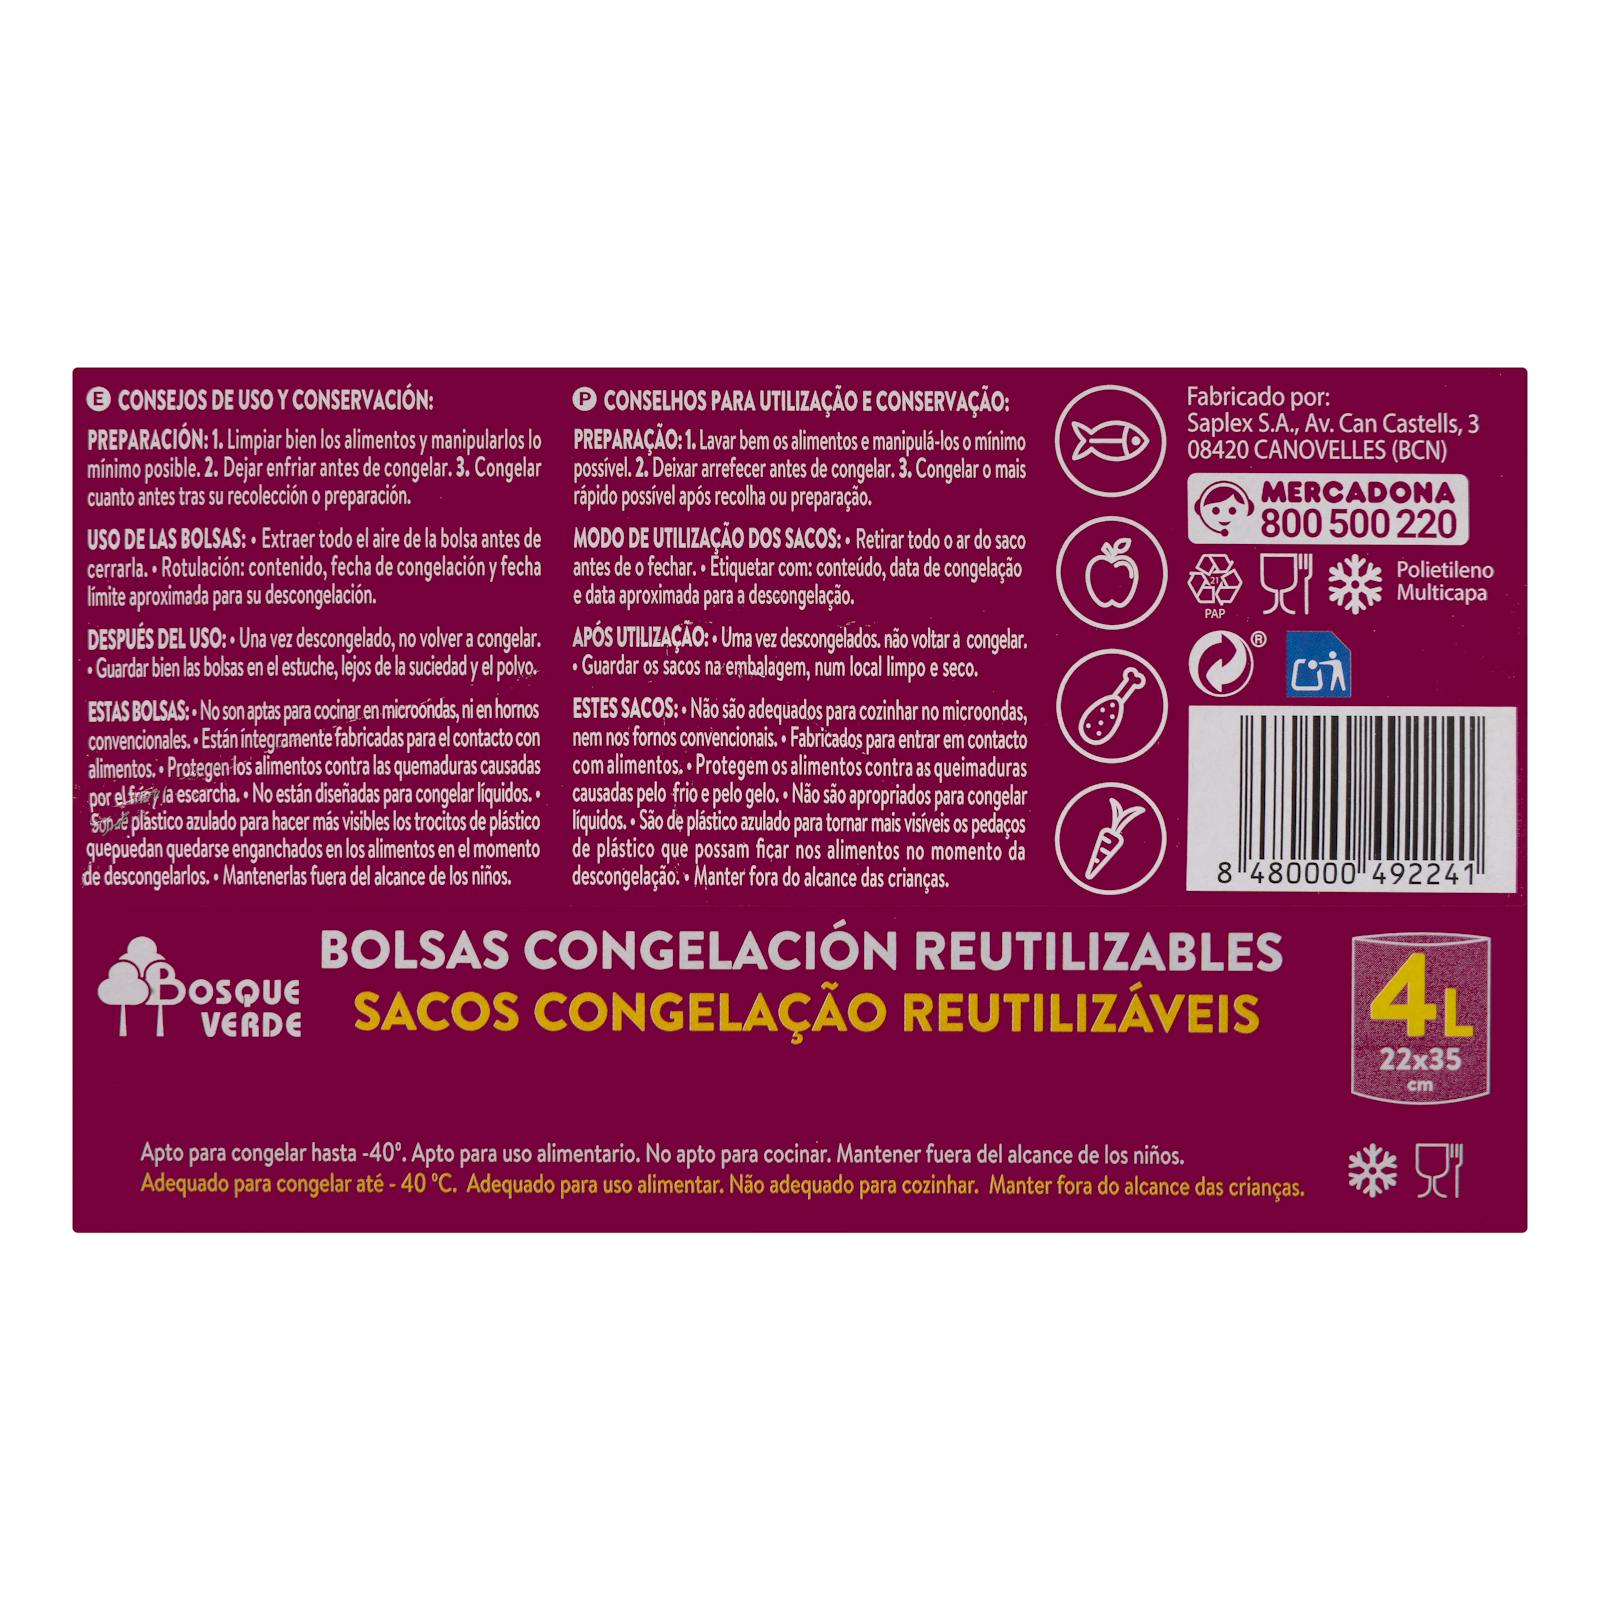 E CONSEJOS DE USO Y CONSERVACIÓN:
PREPARACIÓN: 1. Limpiar bien los alimentos y manipularlos lo
mínimo posible. 2. Dejar enfriar antes de congelar. 3. Congelar
cuanto antes tras su recolección o preparación.
USO DE LAS BOLSAS: • Extraer todo el aire de la bolsa antes de
cerrarla. • Rotulación: contenido, fecha de congelación y fecha
límite aproximada para su descongelación.
DESPUÉS DEL USO: • Una vez descongelado, no volver a congelar.
• Guardar bien las bolsas en el estuche, lejos de la suciedad y el polvo.
ESTAS BOLSAS: • No son aptas para cocinar en microondas, ni en hornos
convencionales. • Están íntegramente fabricadas para el contacto con
alimentos. • Protegen los alimentos contra las quemaduras causadas
por el frío y la escarcha. • No están diseñadas para congelar líquidos. •
Son de plástico azulado para hacer más visibles los trocitos de plástico
que puedan quedarse enganchados en los alimentos en el momento
de descongelarlos. • Mantenerlas fuera del alcance de los niños.
P CONSELHOS PARA UTILIZAÇÃO E CONSERVAÇÃO:
PREPARAÇÃO: 1. Lavar bem os alimentos e manipulá-los o mínimo
possível. 2. Deixar arrefecer antes de congelar. 3. Congelar o mais
rápido possível após recolha ou preparação.
MODO DE UTILIZAÇÃO DOS SACOS: • Retirar todo o ar do saco
antes de o fechar. • Etiquetar com: conteúdo, data de congelação
e data aproximada para a descongelação.
APÓS UTILIZAÇÃO: • Uma vez descongelados. não voltar a congelar.
• Guardar os sacos na embalagem, num local limpo e seco.
ESTES SACOS: • Não são adequados para cozinhar no microondas,
nem nos fornos convencionais. • Fabricados para entrar em contacto
com alimentos. • Protegem os alimentos contra as queimaduras
causadas pelo frio e pelo gelo. • Não são apropriados para congelar
líquidos. • São de plástico azulado para tornar mais visíveis os pedaços
de plástico que possam ficar nos alimentos no momento da
descongelação. • Manter fora do alcance das crianças.
Fabricado por:
Saplex S.A., Av. Can Castells, 3
08420 CANOVELLES (BCN)
MERCADONA
800 500 220
21
PAP
Polietileno
Multicapa
®
8 480000 492241
BOSQUE
VERDE
BOLSAS CONGELACIÓN REUTILIZABLES
SACOS CONGELAÇÃO REUTILIZÁVEIS
4L
22x35
cm
Apto para congelar hasta -40º. Apto para uso alimentario. No apto para cocinar. Mantener fuera del alcance de los niños.
Adequado para congelar até - 40 ºC. Adequado para uso alimentar. Não adequado para cozinhar. Manter fora do alcance das crianças.